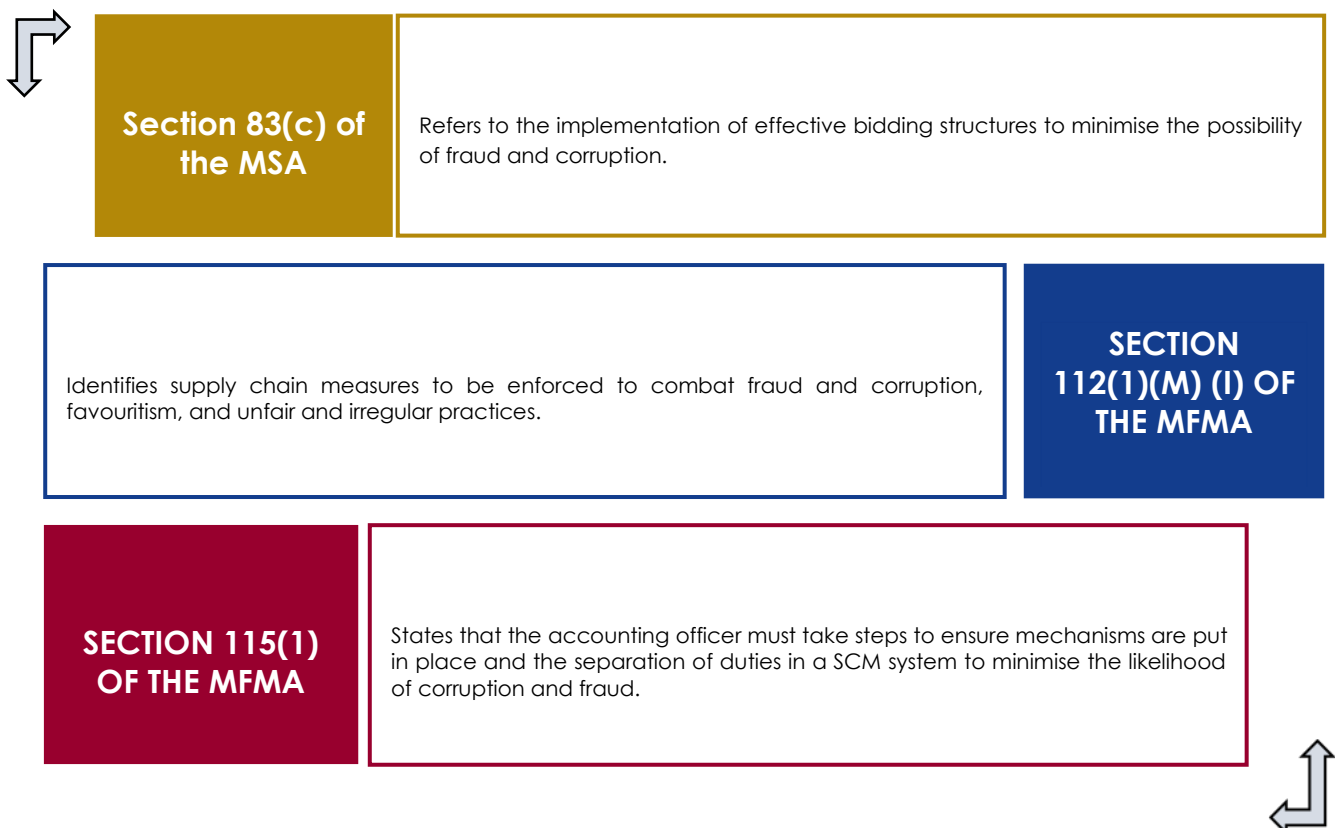 Section 83(c) of
the MSA
Refers to the implementation of effective bidding structures to minimise the possibility
of fraud and corruption.
Identifies supply chain measures to be enforced to combat fraud and corruption,
favouritism, and unfair and irregular practices.
SECTION
112(1)(M) (I) OF
THE MFMA
SECTION 115(1)
OF THE MFMA
States that the accounting officer must take steps to ensure mechanisms are put
in place and the separation of duties in a SCM system to minimise the likelihood
of corruption and fraud.